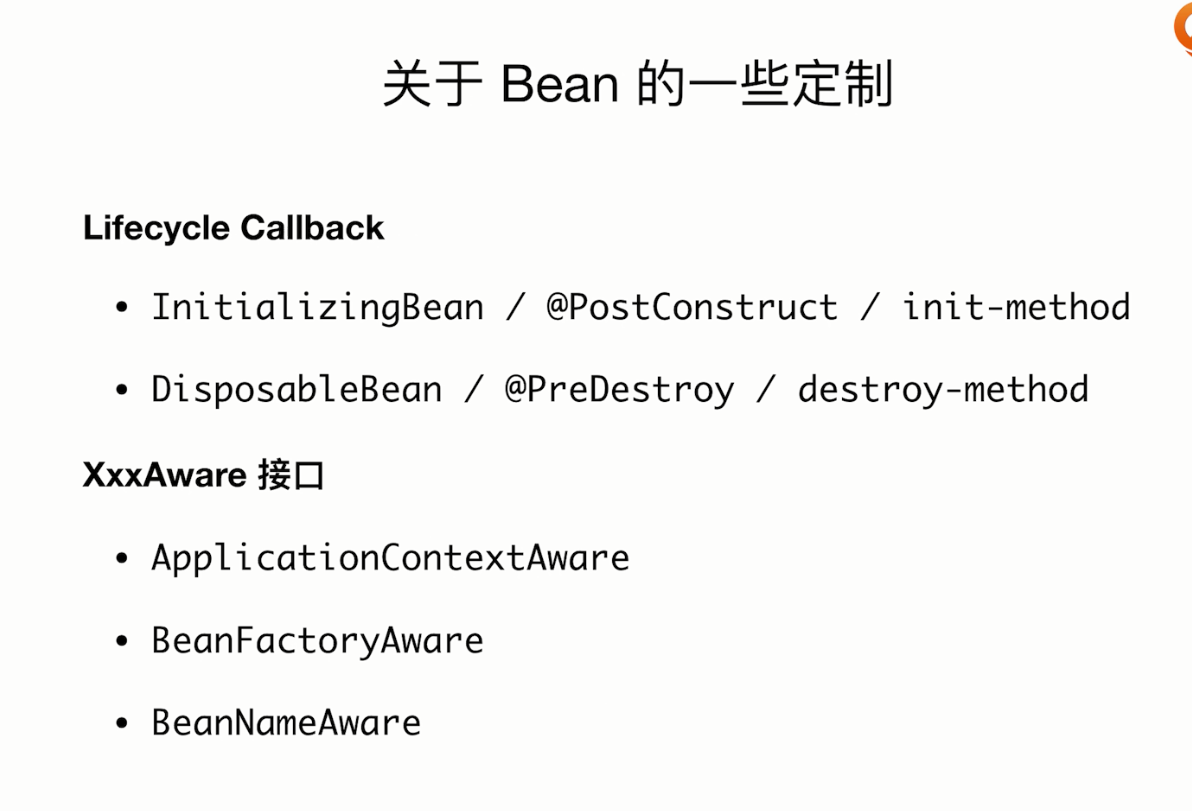 关于 Bean 的一些定制
Lifecycle Callback
• InitializingBean / @PostConstruct / init-method
• DisposableBean / @PreDestroy / destroy-method
XxxAware 接口
• ApplicationContextAware
• BeanFactoryAware
• BeanNameAware